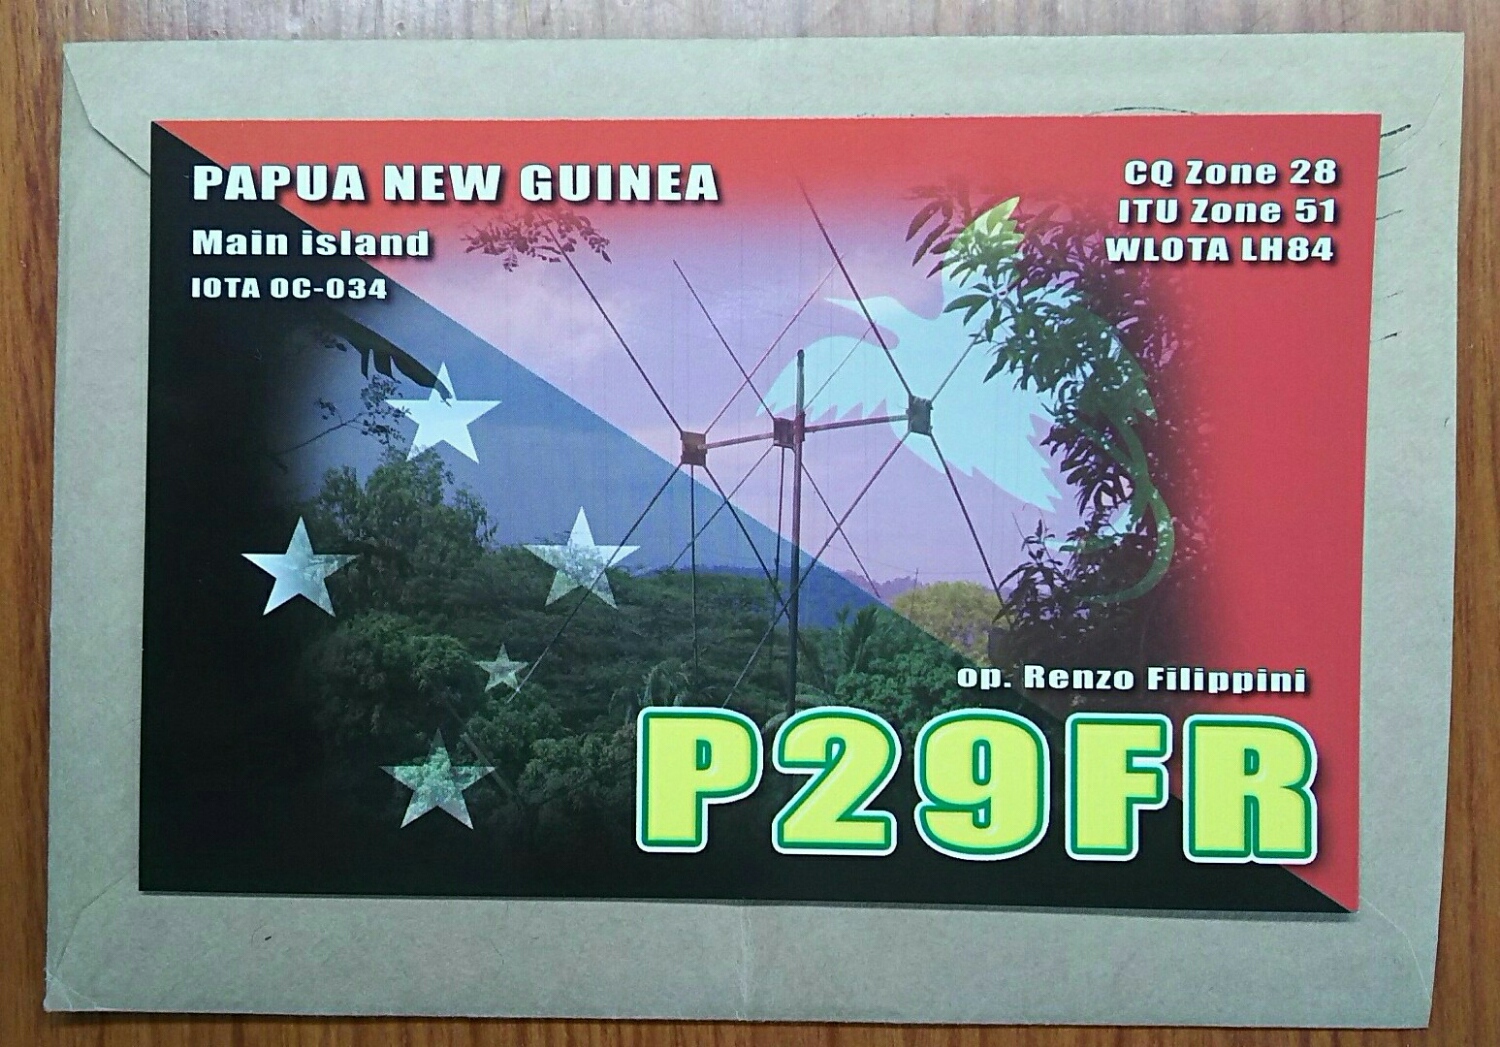 PAPUA NEW GUINEA
Main island
IOTA OC-034
CQ Zone 28
ITU Zone 51
WLOTA LH84
op. Renzo Filippini
P29FR